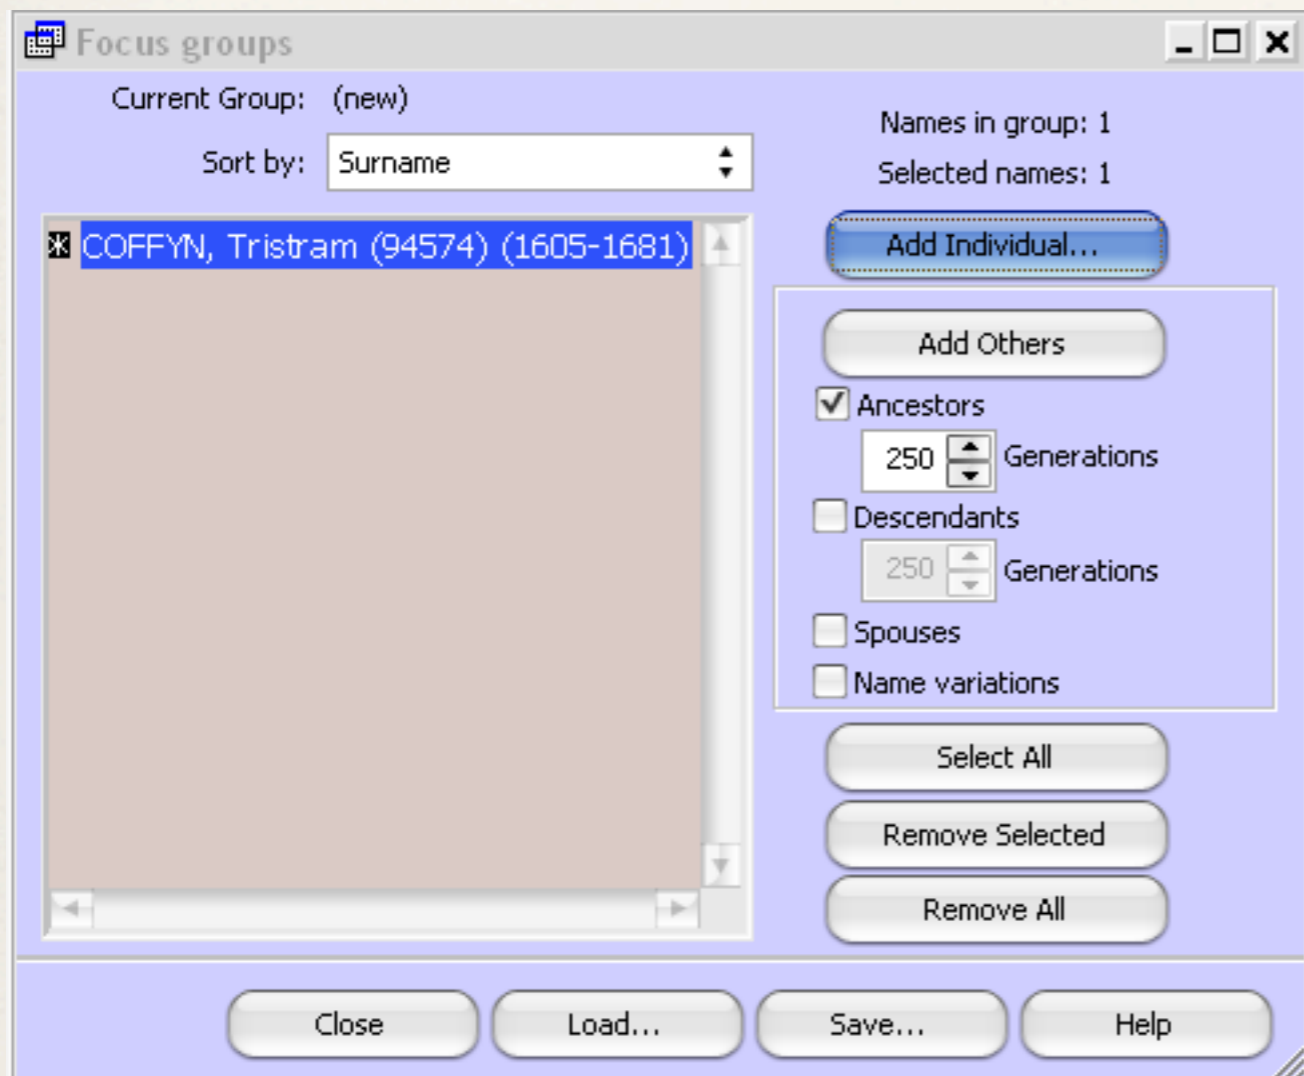 Focus groups
Current Group: (new)
Sort by: Surname
* COFFYN, Tristram (94574) (1605-1681)
Names in group: 1
Selected names: 1
Add Individual...
Add Others
Ancestors
250 Generations
Descendants
250 Generations
Spouses
Name variations
Select All
Remove Selected
Remove All
Close Load... Save... Help